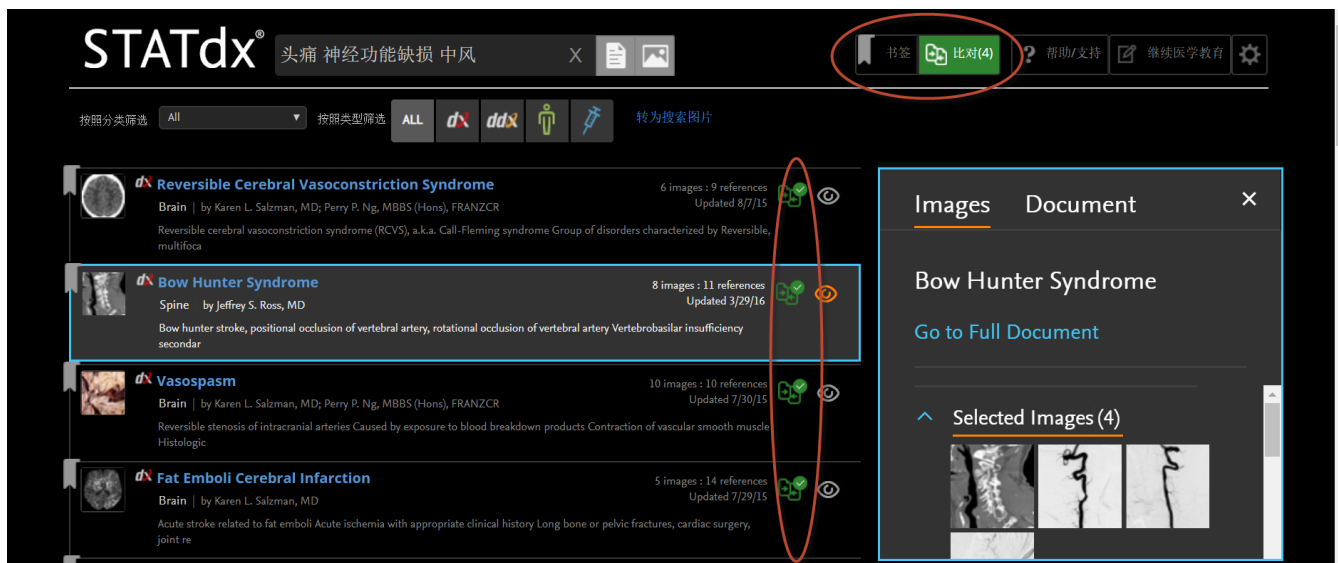 STATdx®
头痛 神经功能缺损 中风
X
书签
比对(4)
? 帮助/支持
继续医学教育
按照分类筛选
All
按照类型筛选
ALL
dx
ddx
转为搜索图片
dx Reversible Cerebral Vasoconstriction Syndrome
6 images : 9 references
Brain | by Karen L. Salzman, MD; Perry P. Ng, MBBS (Hons), FRANZCR
Updated 8/7/15
Reversible cerebral vasoconstriction syndrome (RCVS), a.k.a. Call-Fleming syndrome Group of disorders characterized by Reversible,
multifoca
dx Bow Hunter Syndrome
8 images : 11 references
Spine by Jeffrey S. Ross, MD
Updated 3/29/16
Bow hunter stroke, positional occlusion of vertebral artery, rotational occlusion of vertebral artery Vertebrobasilar insufficiency
secondar
dx Vasospasm
10 images : 10 references
Brain | by Karen L. Salzman, MD; Perry P. Ng, MBBS (Hons), FRANZCR
Updated 7/30/15
Reversible stenosis of intracranial arteries Caused by exposure to blood breakdown products Contraction of vascular smooth muscle
Histologic
dx Fat Emboli Cerebral Infarction
5 images : 14 references
Brain | by Karen L. Salzman, MD
Updated 7/29/15
Acute stroke related to fat emboli Acute ischemia with appropriate clinical history Long bone or pelvic fractures, cardiac surgery,
joint re
Images
Document
×
Bow Hunter Syndrome
Go to Full Document
Selected Images (4)